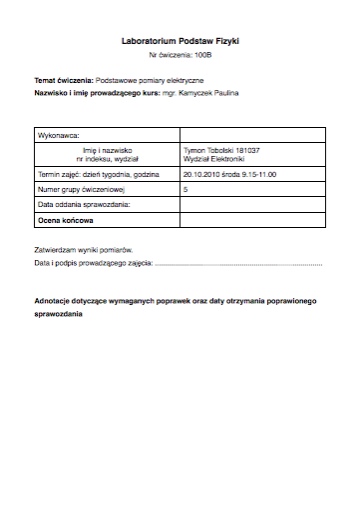 Laboratorium Podstaw Fizyki
Nr ćwiczenia: 100B
Temat ćwiczenia: Podstawowe pomiary elektryczne
Nazwisko i imię prowadzącego kurs: mgr. Kamyczek Paulina
Wykonawca:
Imię i nazwisko
nr indeksu, wydział
Tymon Tobolski 181037
Wydział Elektroniki
Termin zajęć: dzień tygodnia, godzina
20.10.2010 środa 9.15-11.00
Numer grupy ćwiczeniowej
5
Data oddania sprawozdania:
Ocena końcowa
Zatwierdzam wyniki pomiarów.
Data i podpis prowadzącego zajęcia: ................................................................................
Adnotacje dotyczące wymaganych poprawek oraz daty otrzymania poprawionego
sprawozdania